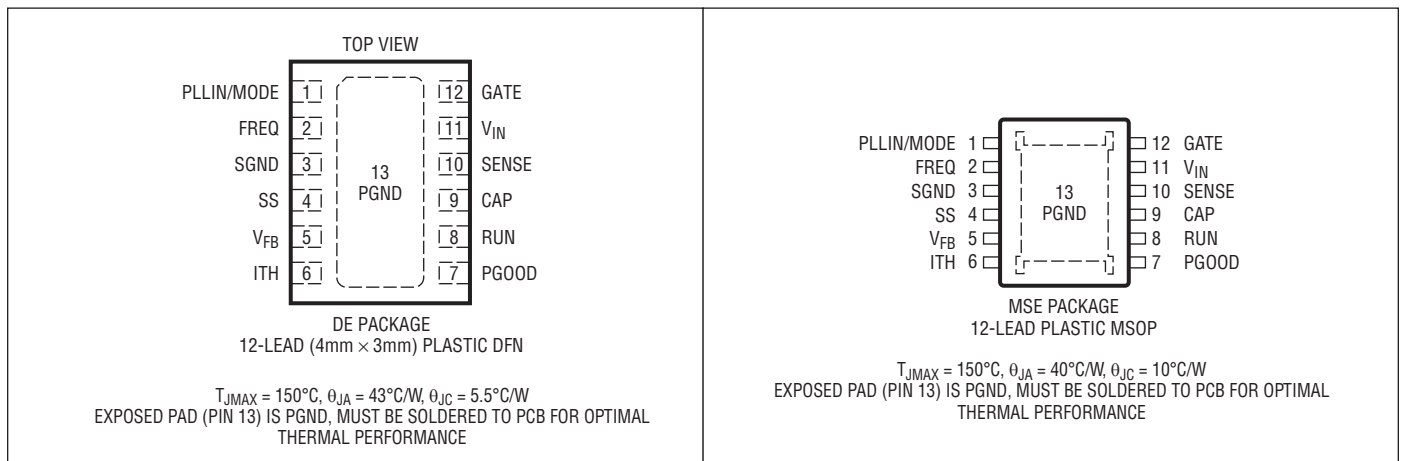 TOP VIEW
PLLIN/MODE 1 12 GATE
FREQ 2 11 VIN
SGND 3 10 SENSE
SS 4 9 CAP
VFB 5 8 RUN
ITH 6 7 PGOOD
13
PGND
DE PACKAGE
12-LEAD (4mm × 3mm) PLASTIC DFN
TJMAX = 150°C, θJA = 43°C/W, θJC = 5.5°C/W
EXPOSED PAD (PIN 13) IS PGND, MUST BE SOLDERED TO PCB FOR OPTIMAL
THERMAL PERFORMANCE
PLLIN/MODE 1 12 GATE
FREQ 2 11 VIN
SGND 3 10 SENSE
SS 4 9 CAP
VFB 5 8 RUN
ITH 6 7 PGOOD
13
PGND
MSE PACKAGE
12-LEAD PLASTIC MSOP
TJMAX = 150°C, θJA = 40°C/W, θJC = 10°C/W
EXPOSED PAD (PIN 13) IS PGND, MUST BE SOLDERED TO PCB FOR OPTIMAL
THERMAL PERFORMANCE